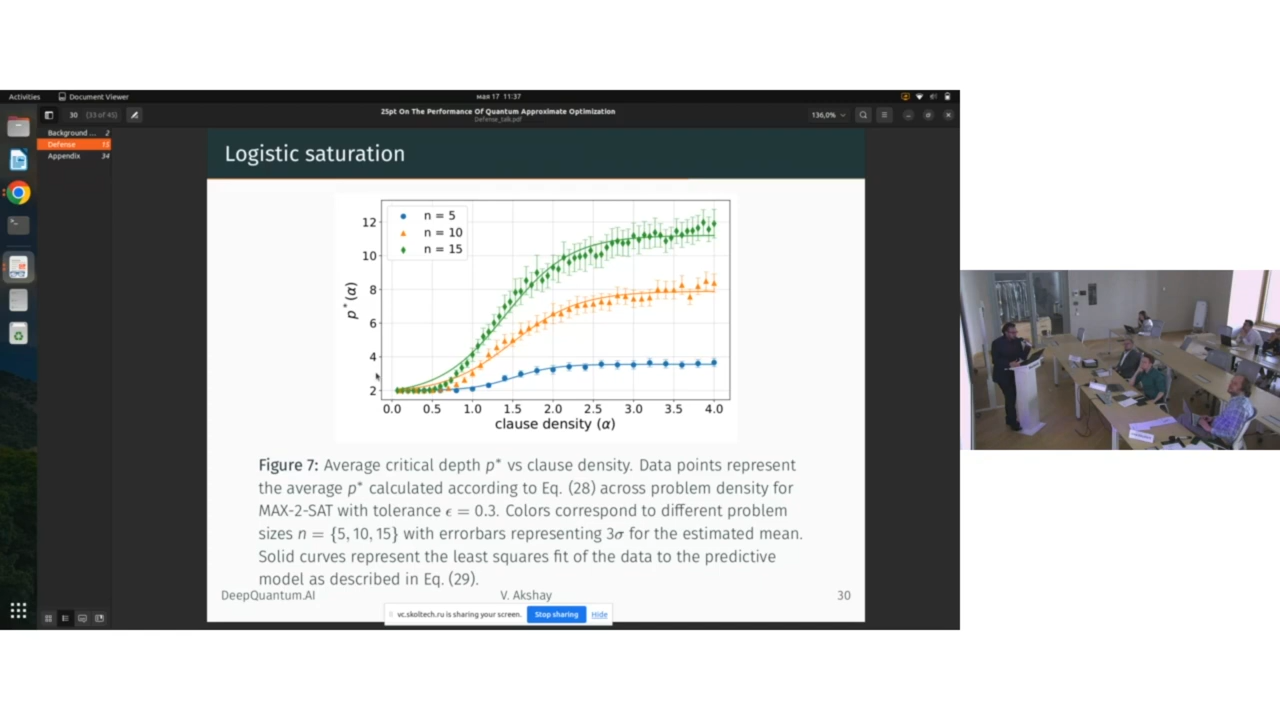 Activities
Document Viewer
мая 17 11:37
30 (33 of 45)
25pt On The Performance Of Quantum Approximate Optimization
Defense_talk.pdf
136,0%
Background ... 2
Defense 15
Appendix 34
Logistic saturation
n = 5
n = 10
n = 15
12
10
8
6
4
2
p*(α)
0.0 0.5 1.0 1.5 2.0 2.5 3.0 3.5 4.0
clause density (α)
Figure 7: Average critical depth p* vs clause density. Data points represent
the average p* calculated according to Eq. (28) across problem density for
MAX-2-SAT with tolerance ϵ = 0.3. Colors correspond to different problem
sizes n = {5, 10, 15} with errorbars representing 3σ for the estimated mean.
Solid curves represent the least squares fit of the data to the predictive
model as described in Eq. (29).
DeepQuantum.AI
V. Akshay
30
vc.skoltech.ru is sharing your screen.
Stop sharing
Hide